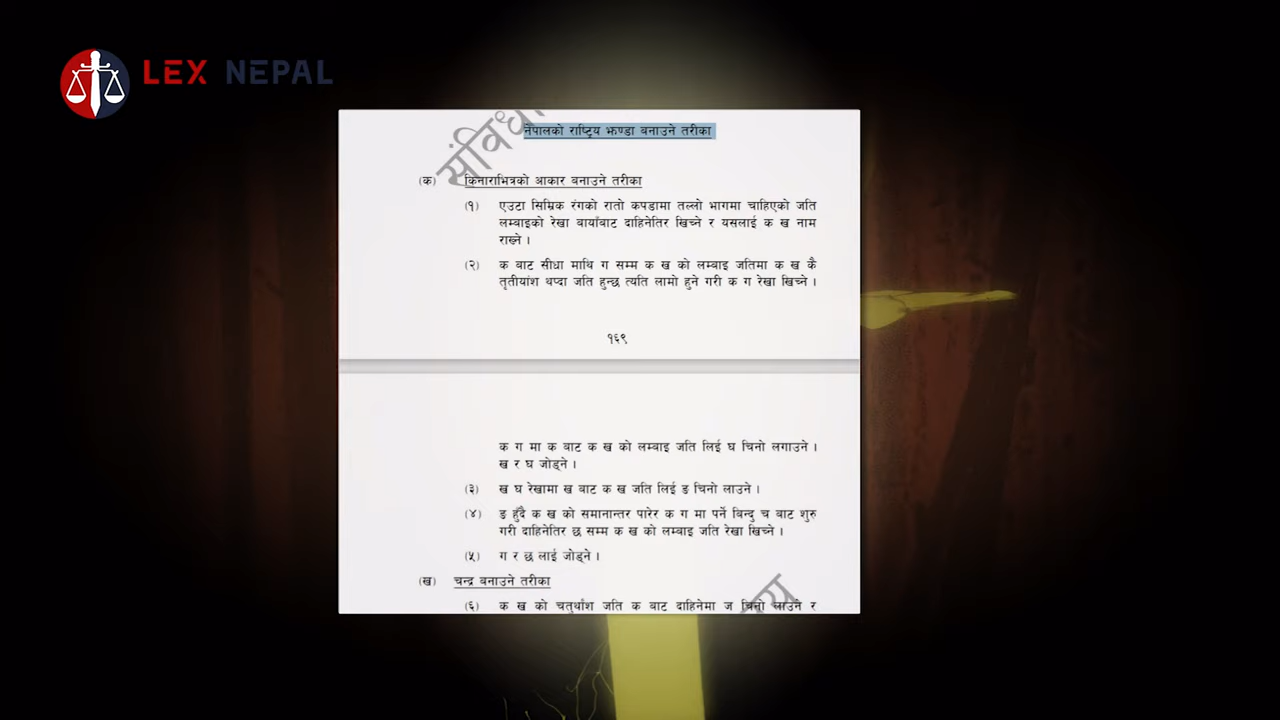 LEX NEPAL
नेपालको राष्ट्रिय झण्डा बनाउने तरीका
(क) किनाराभित्रको आकार बनाउने तरीका
(१) एउटा सिम्रिक रंगको रातो कपडामा तल्लो भागमा चाहिएको जति
लम्बाइको रेखा बायाँबाट दाहिनेतिर खिच्ने र यसलाई क ख नाम
राख्ने ।
(२) क बाट सीधा माथि ग सम्म क ख को लम्बाइ जतिमा क ख कै
तृतीयांश थप्दा जति हुन्छ त्यति लामो हुने गरी क ग रेखा खिच्ने ।
१६९
क ग मा क बाट क ख को लम्बाइ जति लिई घ चिनो लगाउने ।
ख र घ जोड्ने ।
(३) ख घ रेखामा ख बाट क ख जति लिई ङ चिनो लाउने ।
(४) ङ हुँदै क ख को समानान्तर पारेर क ग मा पर्ने बिन्दु च बाट शुरु
गरी दाहिनेतिर छ सम्म क ख को लम्बाइ जति रेखा खिच्ने ।
(५) ग र छ लाई जोड्ने ।
(ख) चन्द्र बनाउने तरीका
(६) क ख को चतुर्थांश जति क बाट दाहिनेमा ज चिनो लाउने र